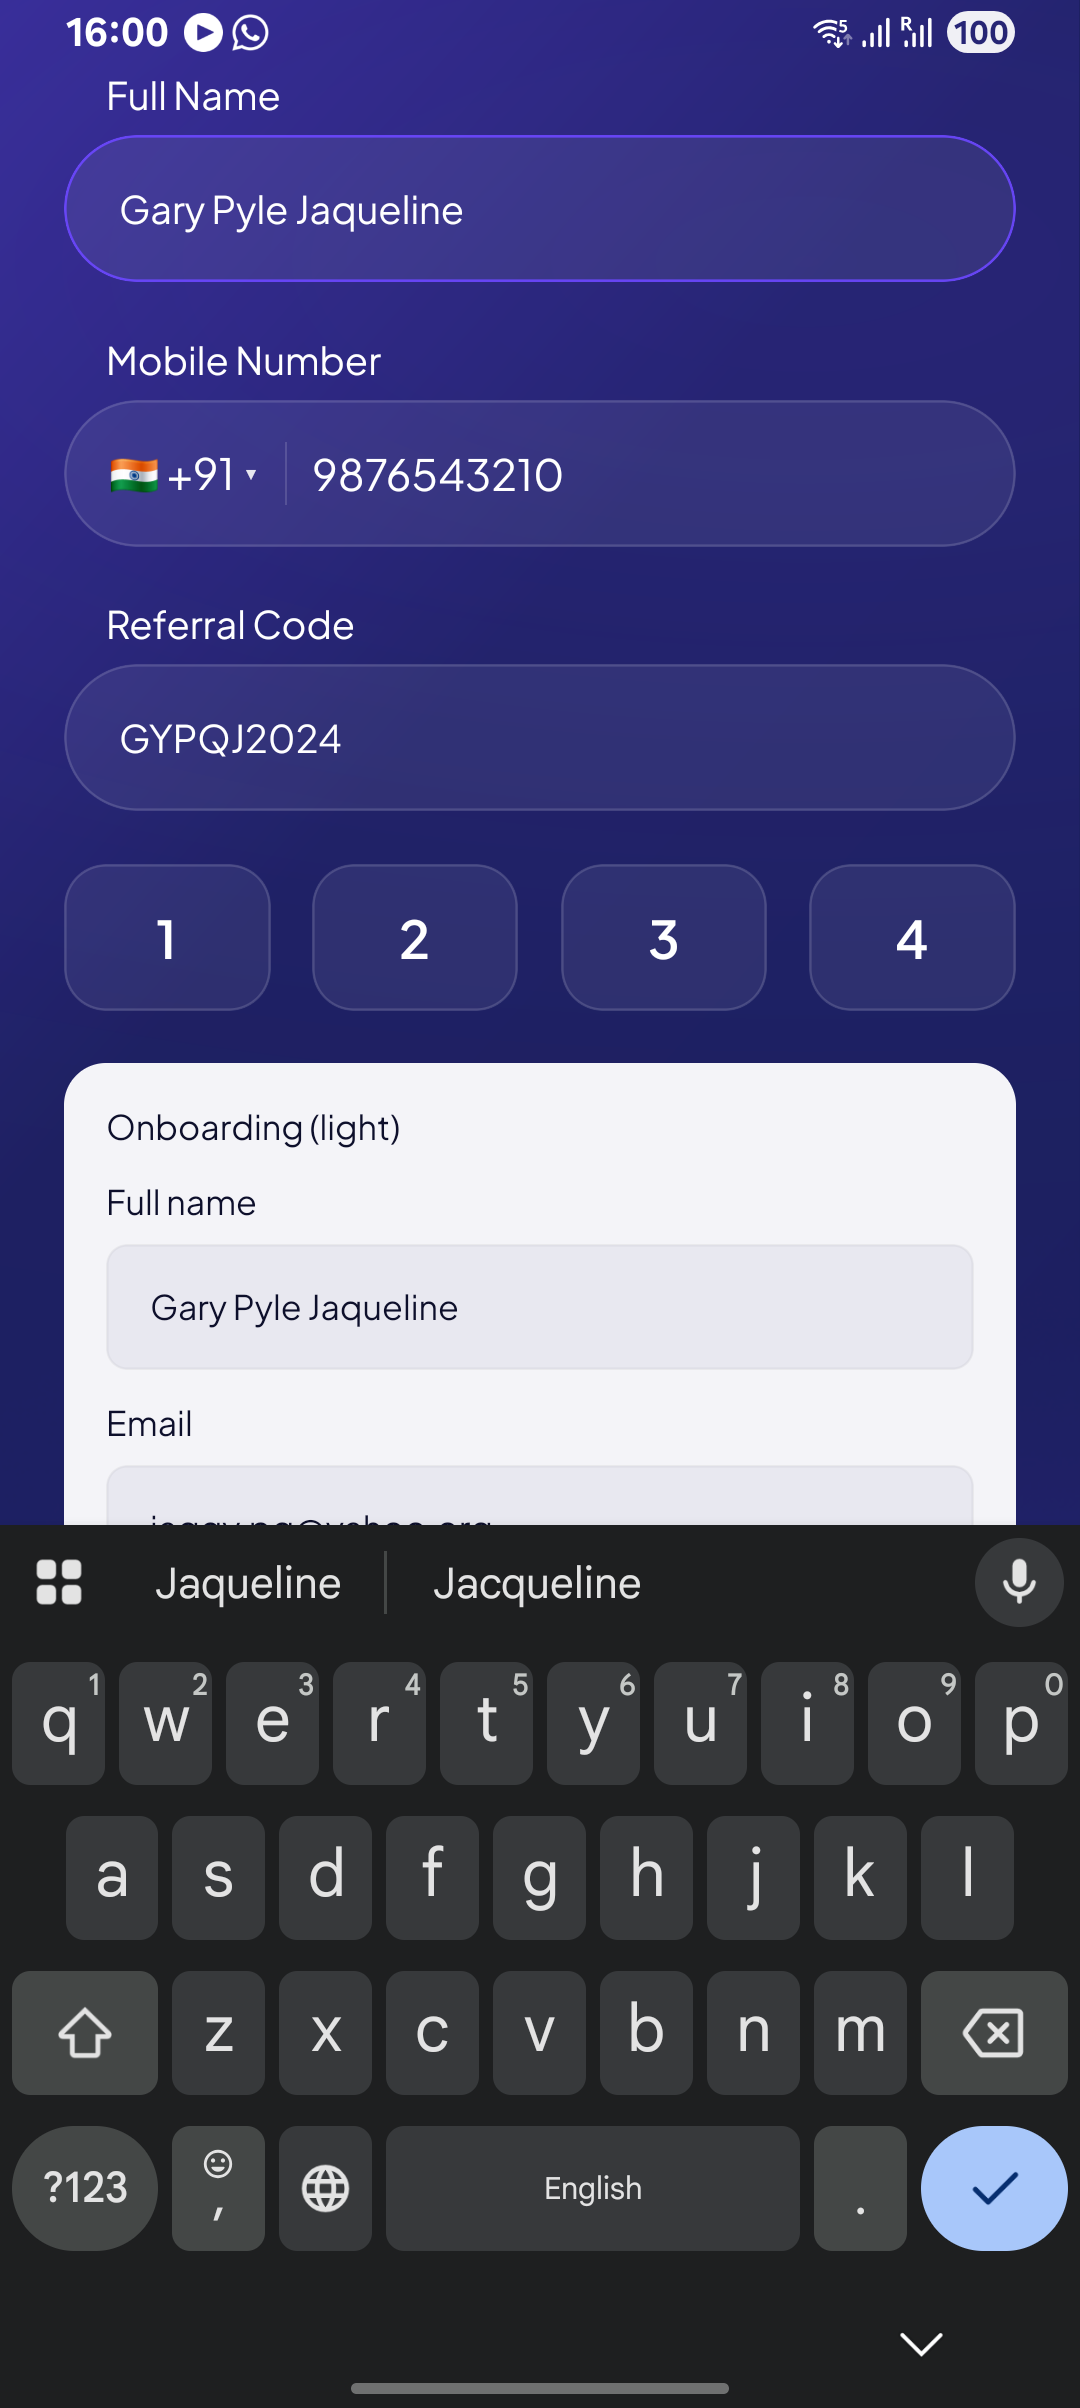 16:00
5
R
100
Full Name
Gary Pyle Jaqueline
Mobile Number
+91 9876543210
Referral Code
GYPQJ2024
1 2 3 4
Onboarding (light)
Full name
Gary Pyle Jaqueline
Email
Jaqueline Jacqueline
1 2 3 4 5 6 7 8 9 0
q w e r t y u i o p
a s d f g h j k l
z x c v b n m
?123 , English .